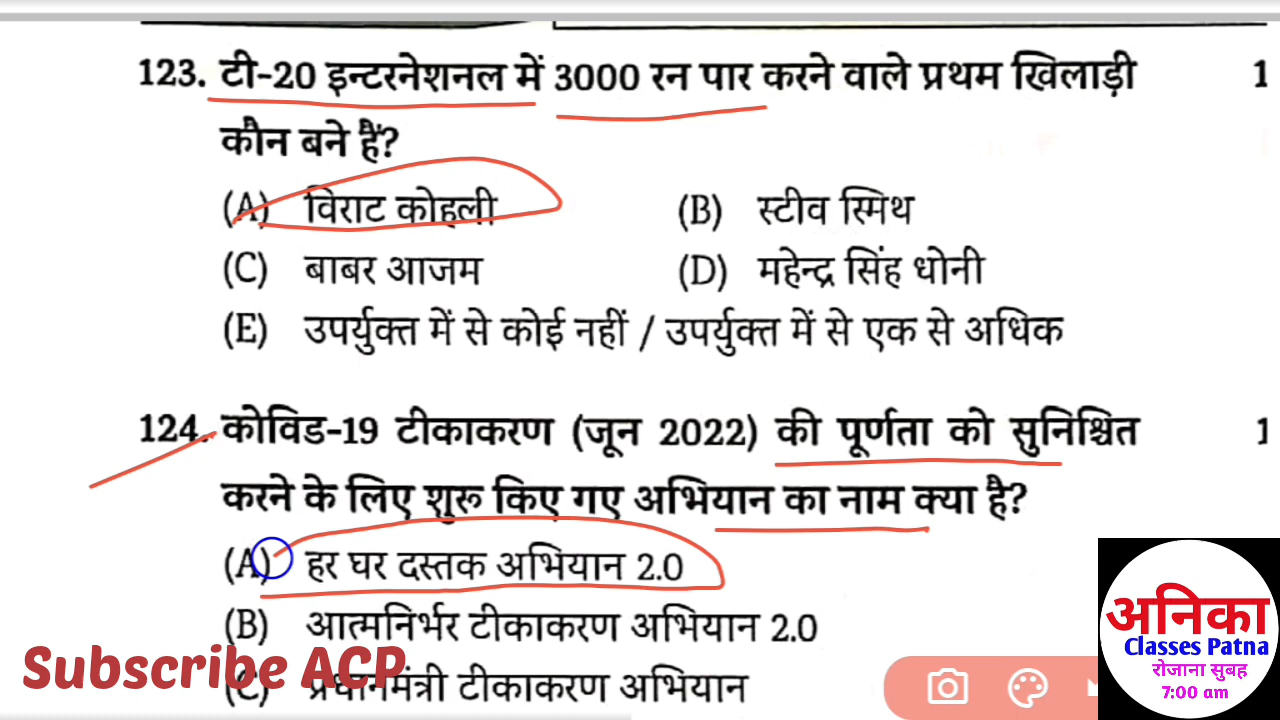 123. टी-20 इन्टरनेशनल में 3000 रन पार करने वाले प्रथम खिलाड़ी
1
कौन बने हैं?
(A) विराट कोहली
(B) स्टीव स्मिथ
(C) बाबर आजम
(D) महेन्द्र सिंह धोनी
(E) उपर्युक्त में से कोई नहीं / उपर्युक्त में से एक से अधिक
124. कोविड-19 टीकाकरण (जून 2022) की पूर्णता को सुनिश्चित
1
करने के लिए शुरू किए गए अभियान का नाम क्या है?
(A) हर घर दस्तक अभियान 2.0
(B) आत्मनिर्भर टीकाकरण अभियान 2.0
(C) प्रधानमंत्री टीकाकरण अभियान
Subscribe ACP
अनिका
Classes Patna
रोजाना सुबह
7:00 am